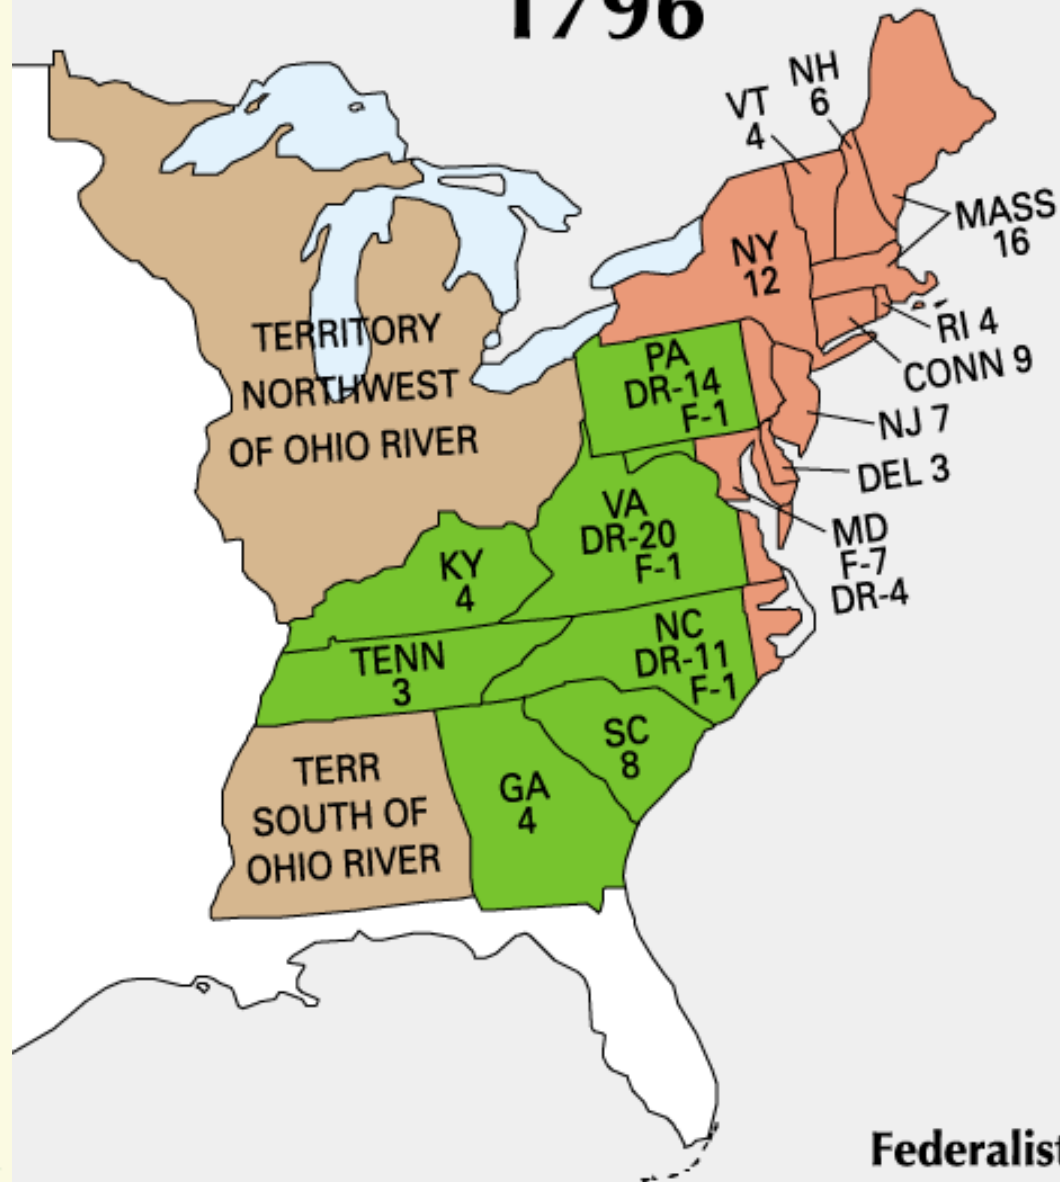 1796
NH
6
VT
4
MASS
16
NY
12
RI 4
CONN 9
NJ 7
DEL 3
MD
F-7
DR-4
PA
DR-14
F-1
TERRITORY
NORTHWEST
OF OHIO RIVER
VA
DR-20
F-1
KY
4
NC
DR-11
F-1
TENN
3
SC
8
GA
4
TERR
SOUTH OF
OHIO RIVER
Federalist